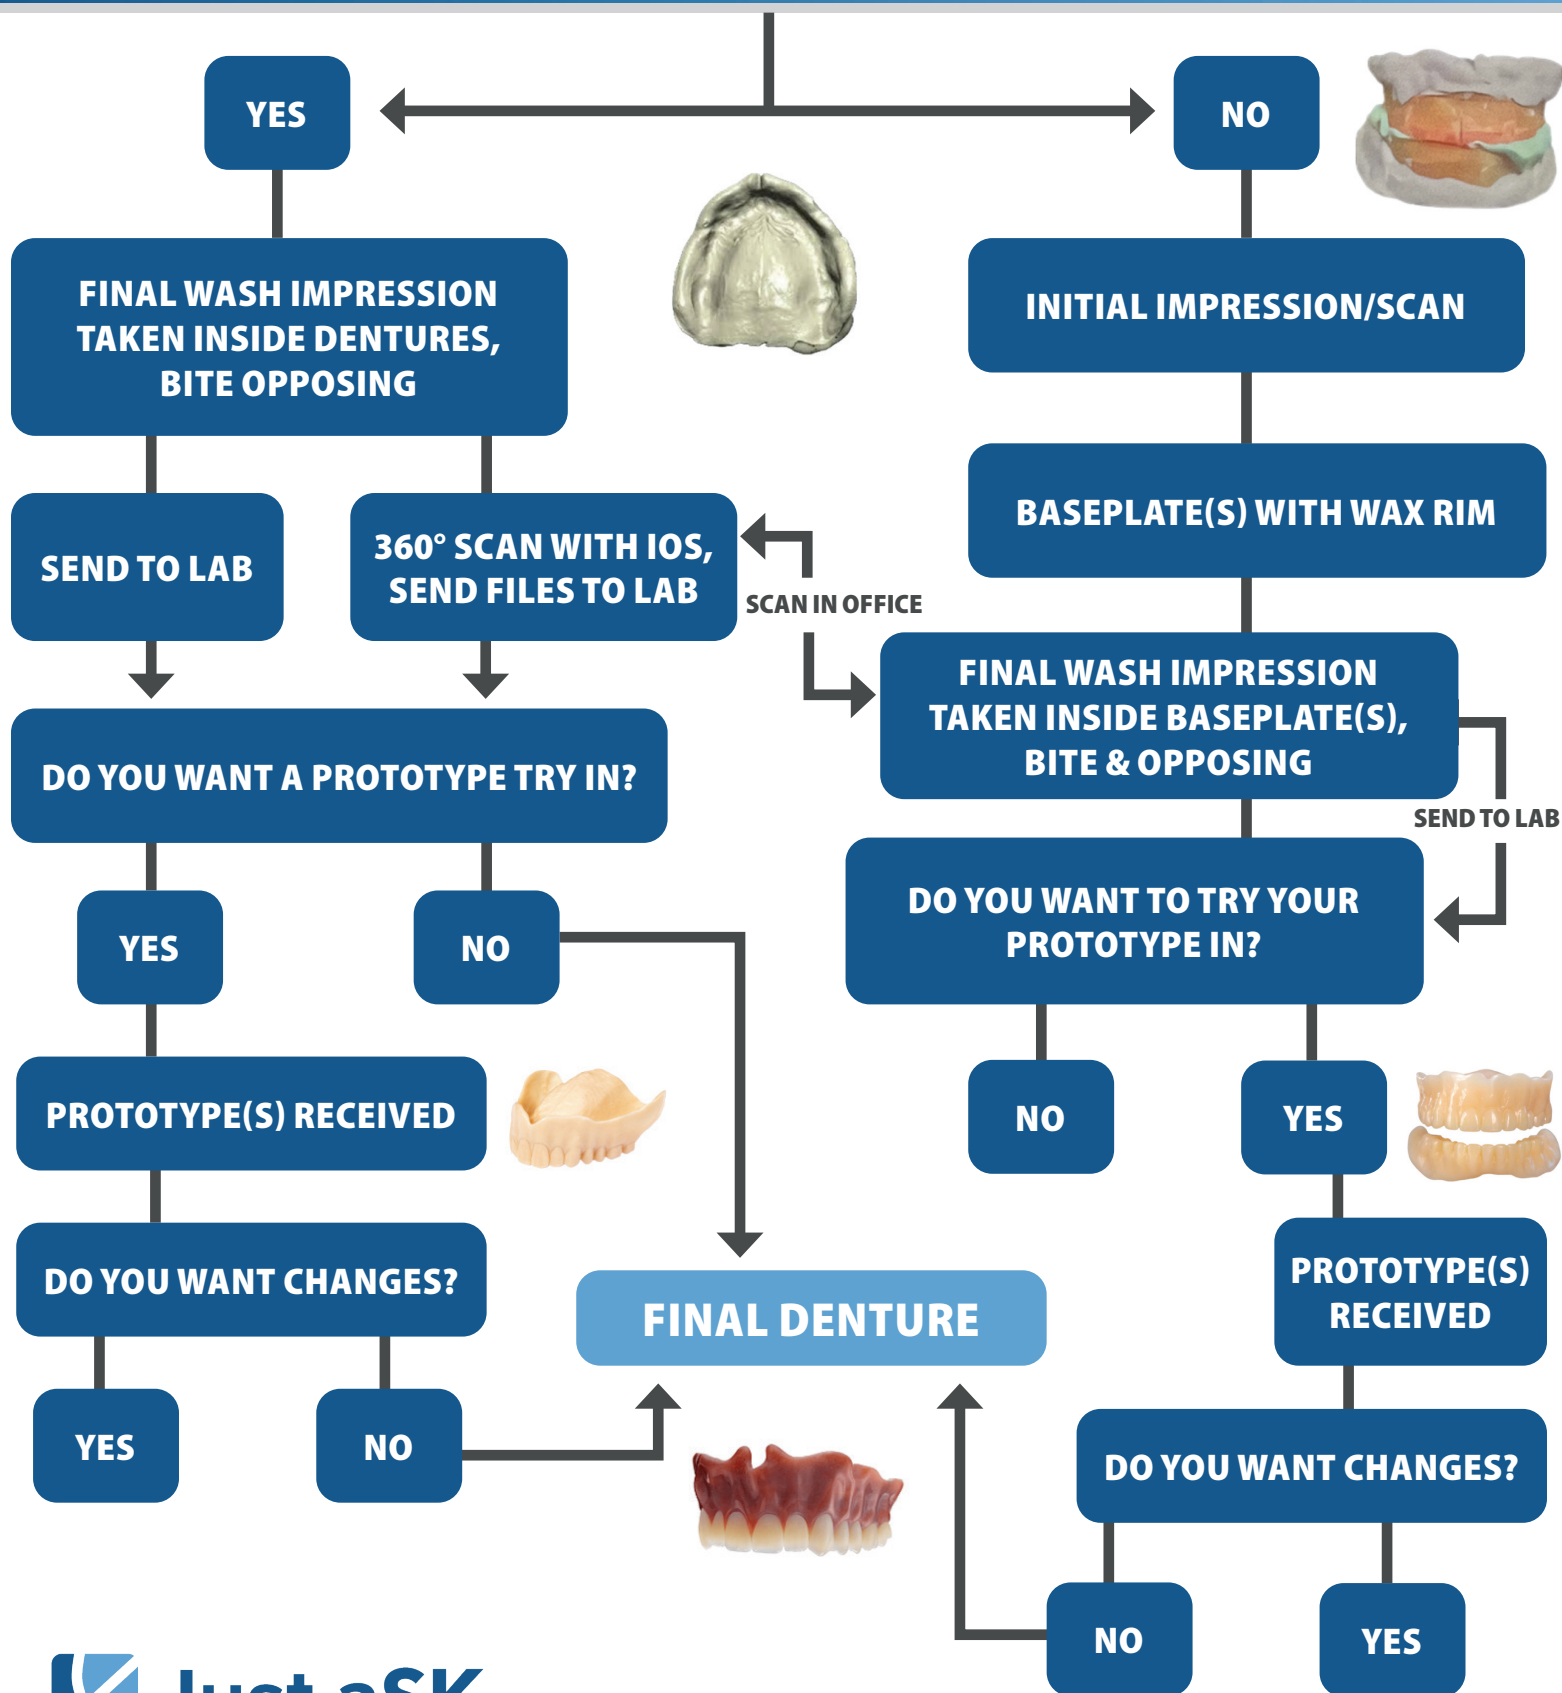 YES
NO
FINAL WASH IMPRESSION
TAKEN INSIDE DENTURES,
BITE OPPOSING
INITIAL IMPRESSION/SCAN
BASEPLATE(S) WITH WAX RIM
SEND TO LAB
360° SCAN WITH IOS,
SEND FILES TO LAB
SCAN IN OFFICE
FINAL WASH IMPRESSION
TAKEN INSIDE BASEPLATE(S),
BITE & OPPOSING
SEND TO LAB
DO YOU WANT A PROTOTYPE TRY IN?
DO YOU WANT TO TRY YOUR
PROTOTYPE IN?
YES
NO
NO
YES
PROTOTYPE(S) RECEIVED
DO YOU WANT CHANGES?
FINAL DENTURE
PROTOTYPE(S)
RECEIVED
YES
NO
DO YOU WANT CHANGES?
NO
YES
Just aSK